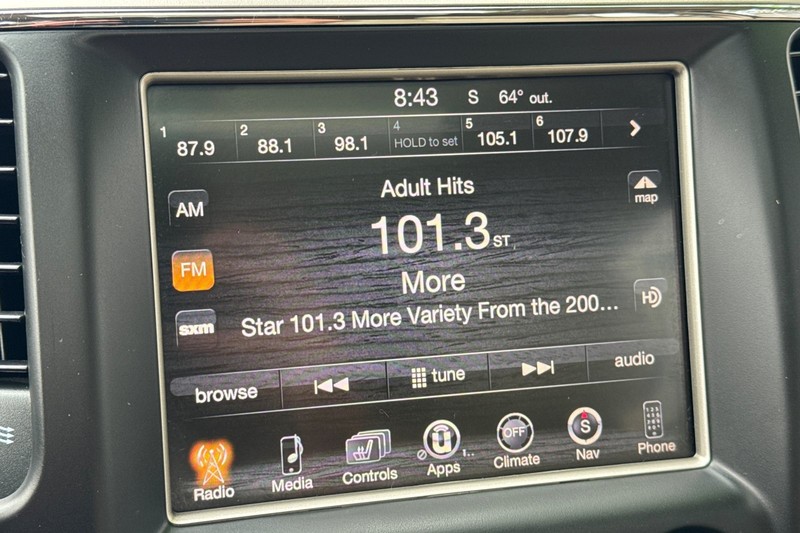 8:43 S 64° out.
1 87.9 2 88.1 3 98.1 4 HOLD to set 5 105.1 6 107.9
Adult Hits
AM
map
101.3 ST
FM
More
HD
sxm
Star 101.3 More Variety From the 200...
browse tune audio
OFF S
Radio Media Controls Apps Climate Nav Phone